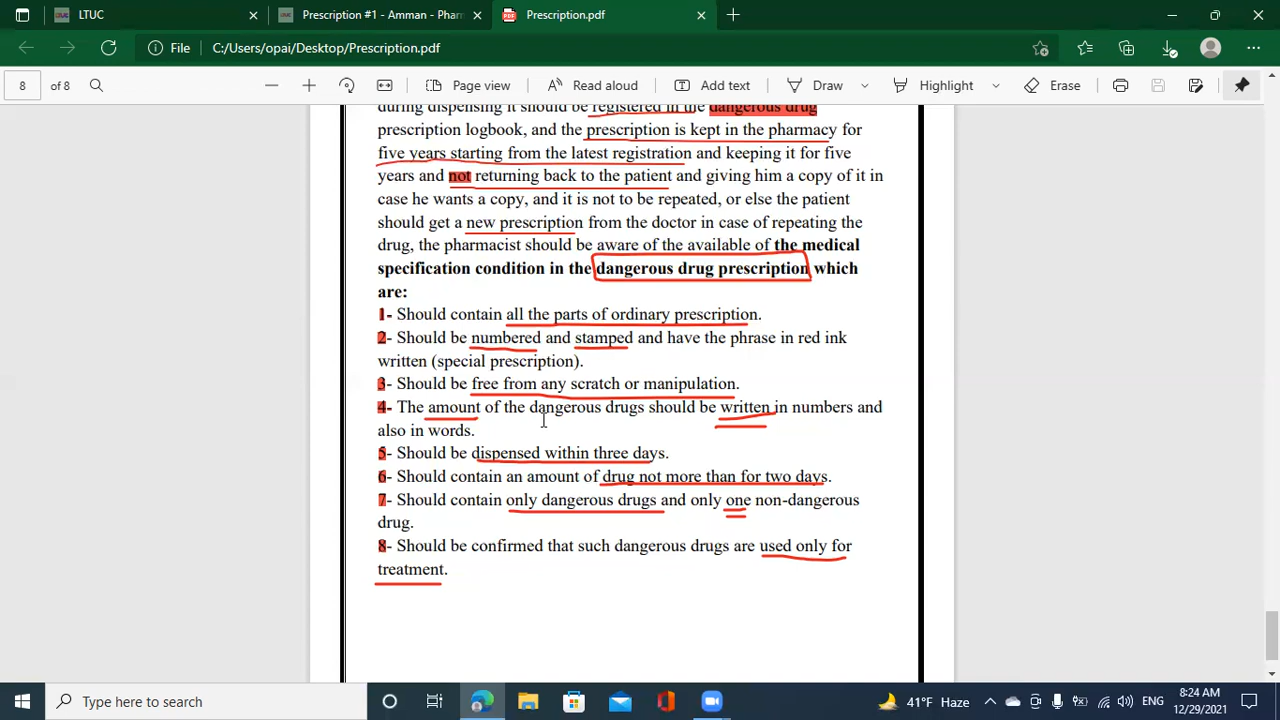 LTUC
Prescription #1 - Amman - Phar
Prescription.pdf
File
C:/Users/opai/Desktop/Prescription.pdf
8 of 8
Page view
Read aloud
Add text
Draw
Highlight
Erase
during dispensing it should be registered in the dangerous drug
prescription logbook, and the prescription is kept in the pharmacy for
five years starting from the latest registration and keeping it for five
years and not returning back to the patient and giving him a copy of it in
case he wants a copy, and it is not to be repeated, or else the patient
should get a new prescription from the doctor in case of repeating the
drug, the pharmacist should be aware of the available of the medical
specification condition in the dangerous drug prescription which
are:
1- Should contain all the parts of ordinary prescription.
2- Should be numbered and stamped and have the phrase in red ink
written (special prescription).
3- Should be free from any scratch or manipulation.
4- The amount of the dangerous drugs should be written in numbers and
also in words.
5- Should be dispensed within three days.
6- Should contain an amount of drug not more than for two days.
7- Should contain only dangerous drugs and only one non-dangerous
drug.
8- Should be confirmed that such dangerous drugs are used only for
treatment.
Type here to search
41°F Haze
ENG
8:24 AM
12/29/2021